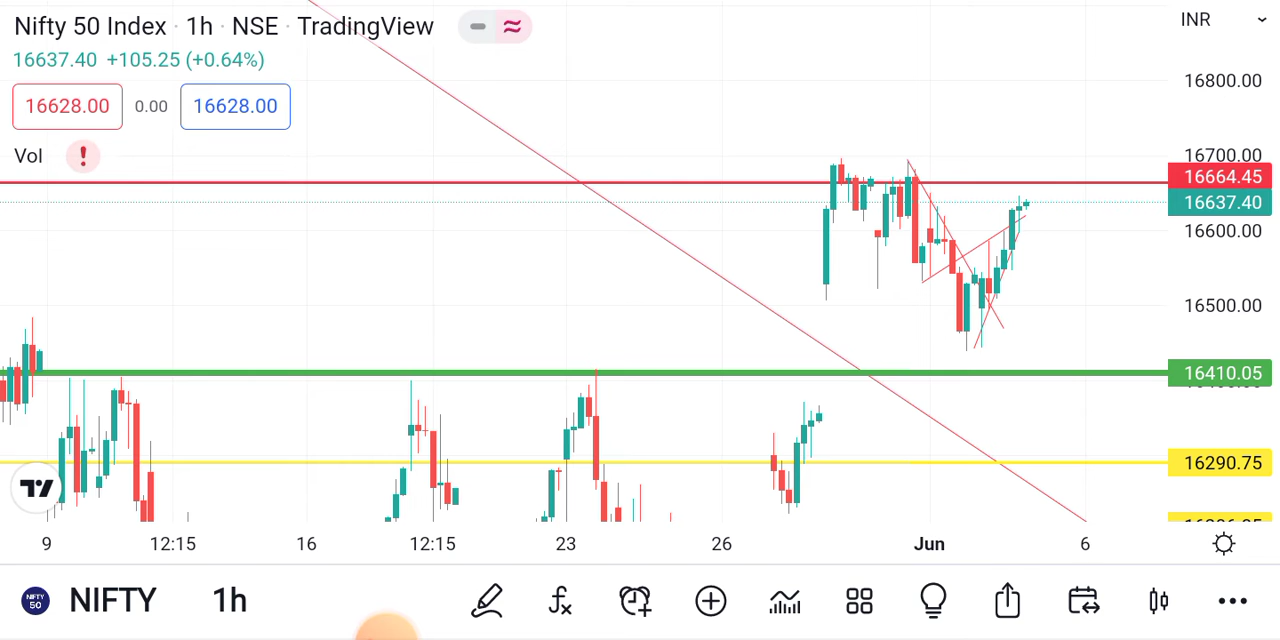 Nifty 50 Index · 1h · NSE · TradingView
INR
16637.40 +105.25 (+0.64%)
16628.00 0.00 16628.00
Vol
16800.00
16700.00
16664.45
16637.40
16600.00
16500.00
16410.05
16290.75
9 12:15 16 12:15 23 26 Jun 6
NIFTY 50 NIFTY 1h